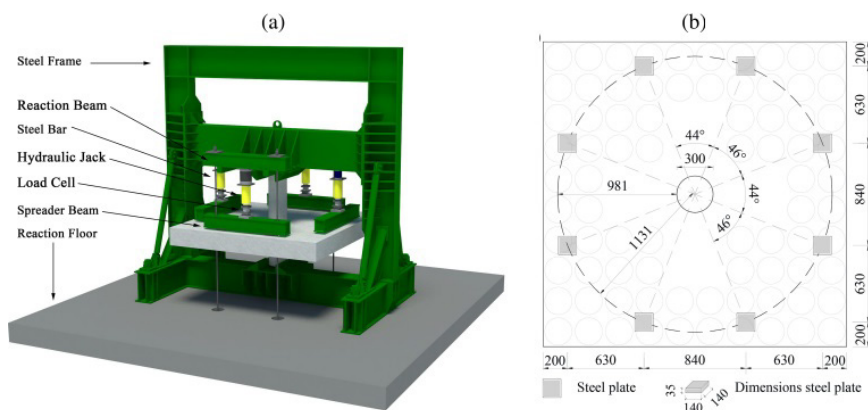 (a)
Steel Frame
Reaction Beam
Steel Bar
Hydraulic Jack
Load Cell
Spreader Beam
Reaction Floor
(b)
200
630
840
630
200
44°
300
46°
44°
46°
981
1131
200 630 840 630 200
Steel plate
35
140
140
Dimensions steel plate